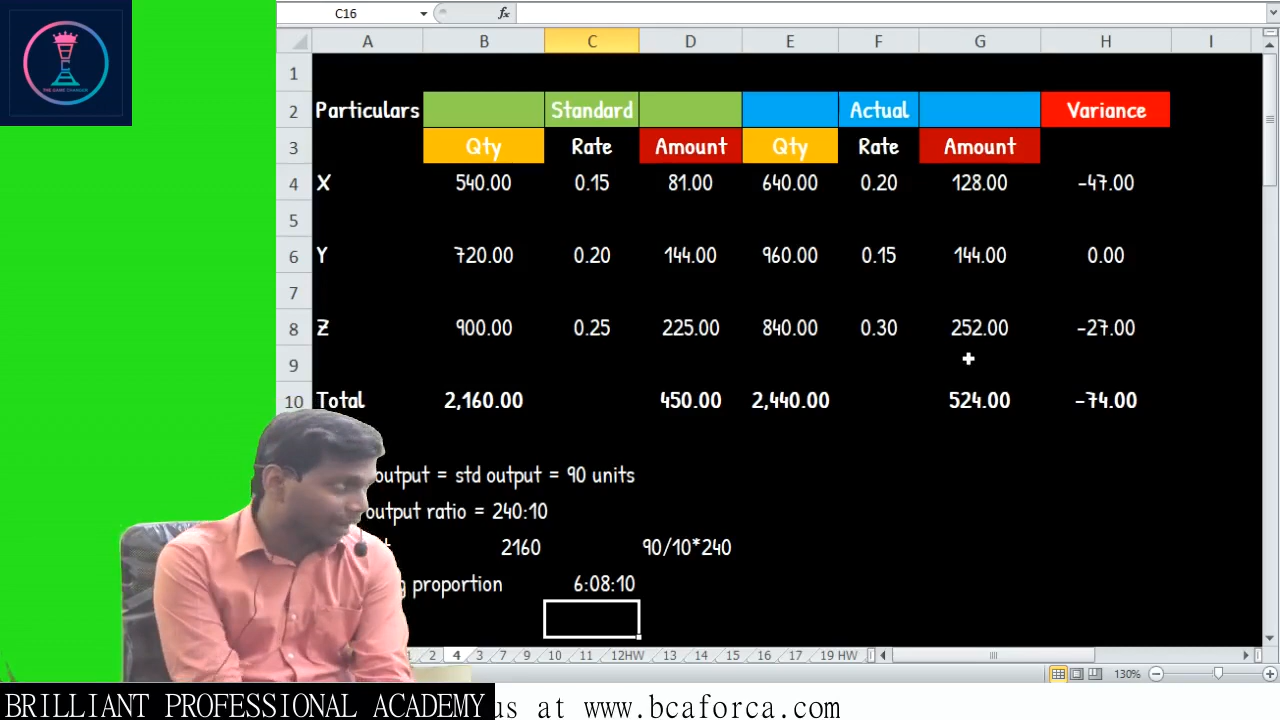 C16 fx
THE GAME CHANGER
A B C D E F G H I
1
2 Particulars Standard Actual Variance
3 Qty Rate Amount Qty Rate Amount
4 X 540.00 0.15 81.00 640.00 0.20 128.00 -47.00
5
6 Y 720.00 0.20 144.00 960.00 0.15 144.00 0.00
7
8 Z 900.00 0.25 225.00 840.00 0.30 252.00 -27.00
9
10 Total 2,160.00 450.00 2,440.00 524.00 -74.00
output = std output = 90 units
output ratio = 240:10
2160 90/10*240
proportion 6:08:10
1 2 4 3 7 9 10 11 12HW 13 14 15 16 17 19 HW
130%
BRILLIANT PROFESSIONAL ACADEMY us at www.bcaforca.com